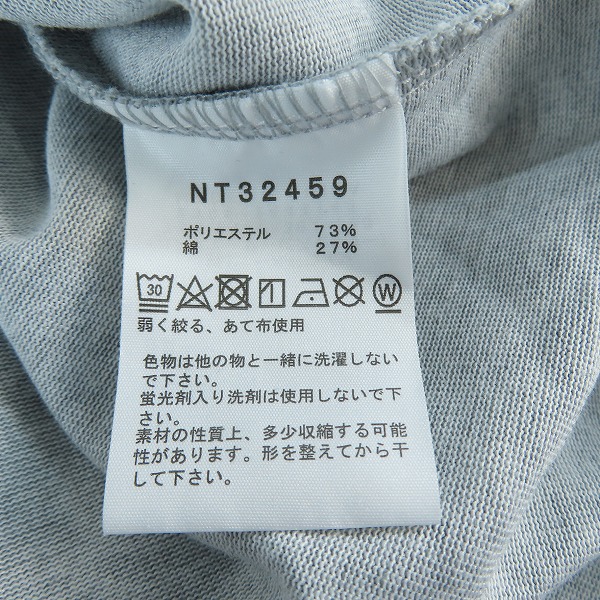 NT32459
ポリエステル 73%
綿 27%
30 W
弱く絞る、あて布使用
色物は他の物と一緒に洗濯しない
で下さい。
蛍光剤入り洗剤は使用しないで下
さい。
素材の性質上、多少収縮する可能
性があります。形を整えてから干
して下さい。